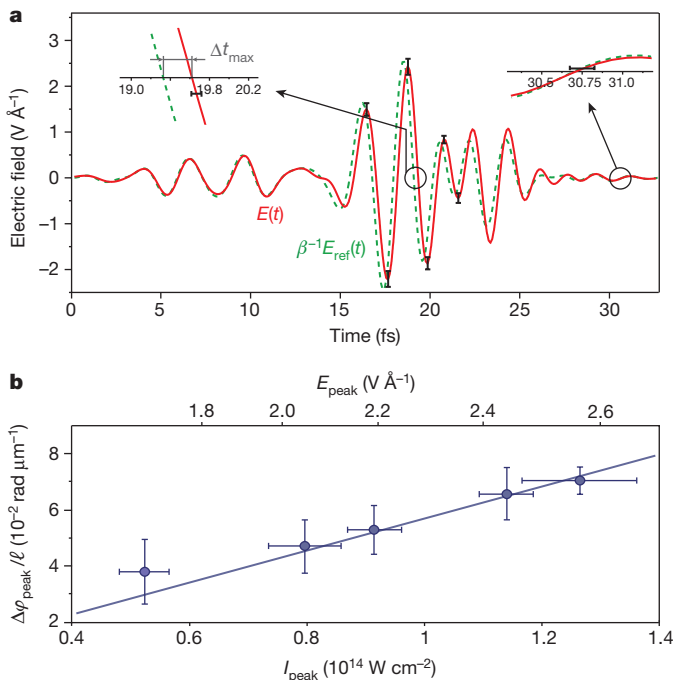 a
Δt_max
19.0 19.8 20.2
30.5 30.75 31.0
Electric field (V Å⁻¹)
3
2
1
0
−1
−2
E(t)
β⁻¹E_ref(t)
0 5 10 15 20 25 30
Time (fs)
b
E_peak (V Å⁻¹)
1.8 2.0 2.2 2.4 2.6
Δφ_peak/ℓ (10⁻² rad μm⁻¹)
8
6
4
2
0.4 0.6 0.8 1 1.2 1.4
I_peak (10¹⁴ W cm⁻²)